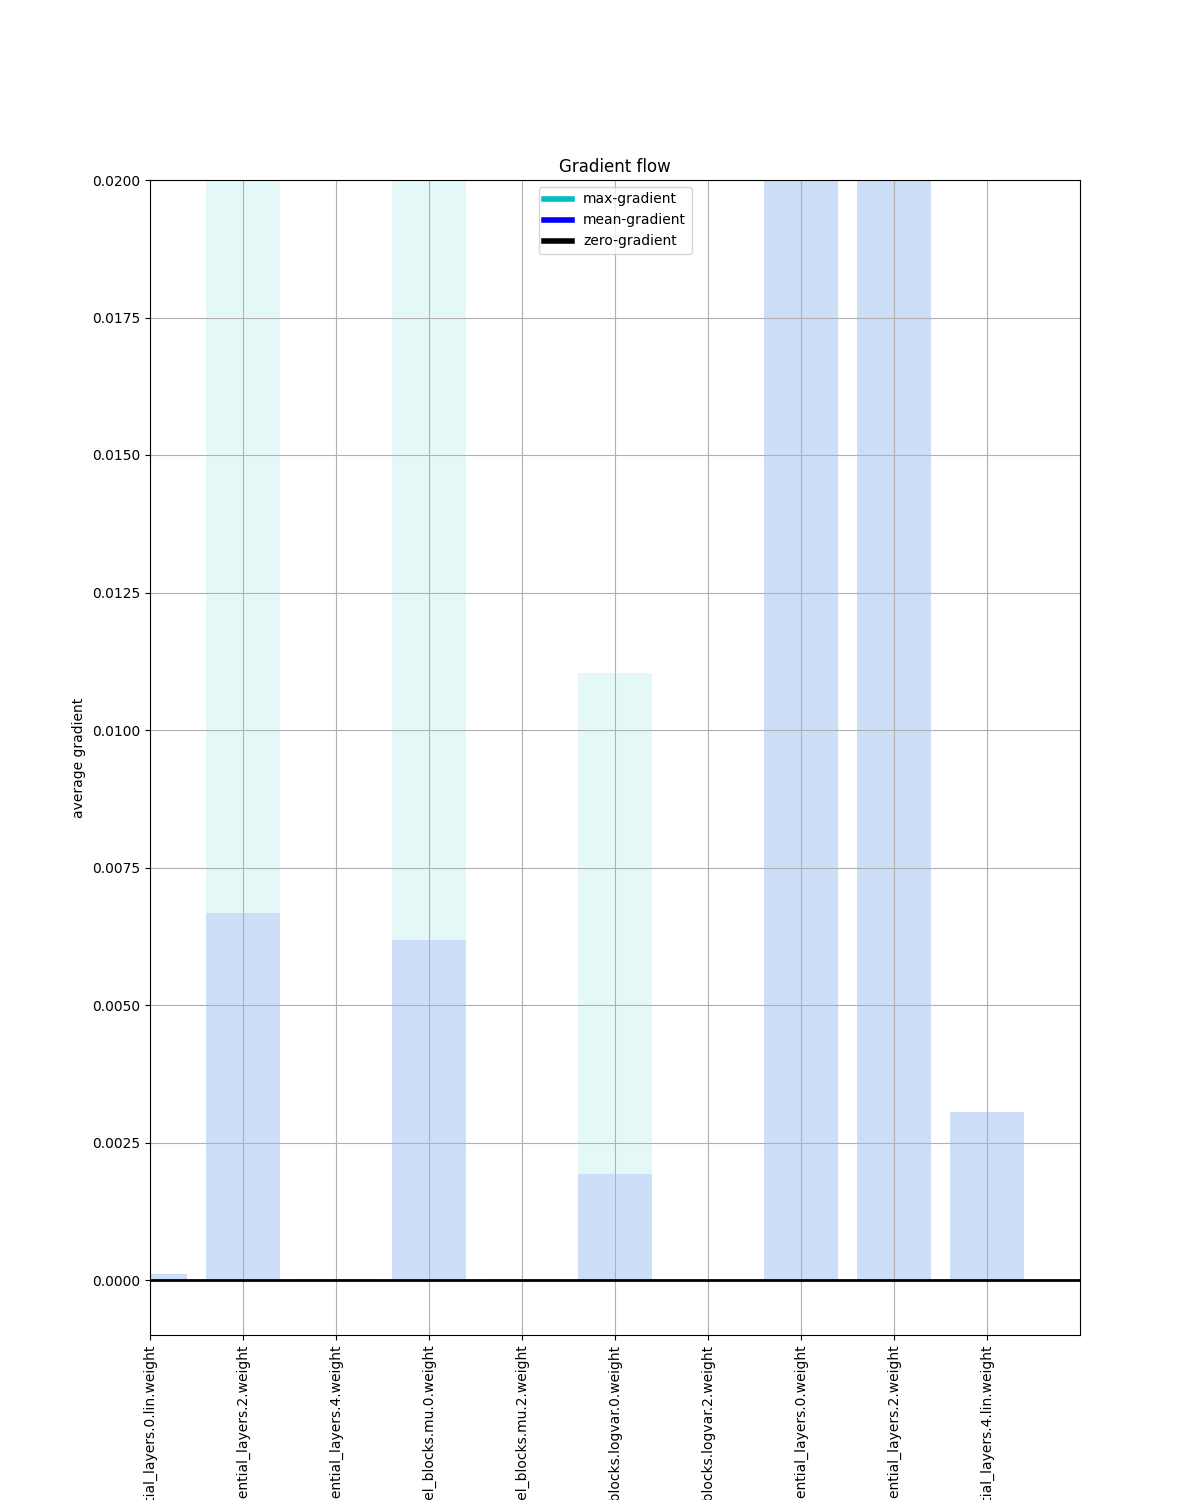 Gradient flow
max-gradient
mean-gradient
zero-gradient
0.0200
0.0175
0.0150
0.0125
0.0100
0.0075
0.0050
0.0025
0.0000
average gradient
tial_layers.0.lin.weight
ential_layers.2.weight
ential_layers.4.weight
el_blocks.mu.0.weight
el_blocks.mu.2.weight
blocks.logvar.0.weight
blocks.logvar.2.weight
ential_layers.0.weight
ential_layers.2.weight
tial_layers.4.lin.weight